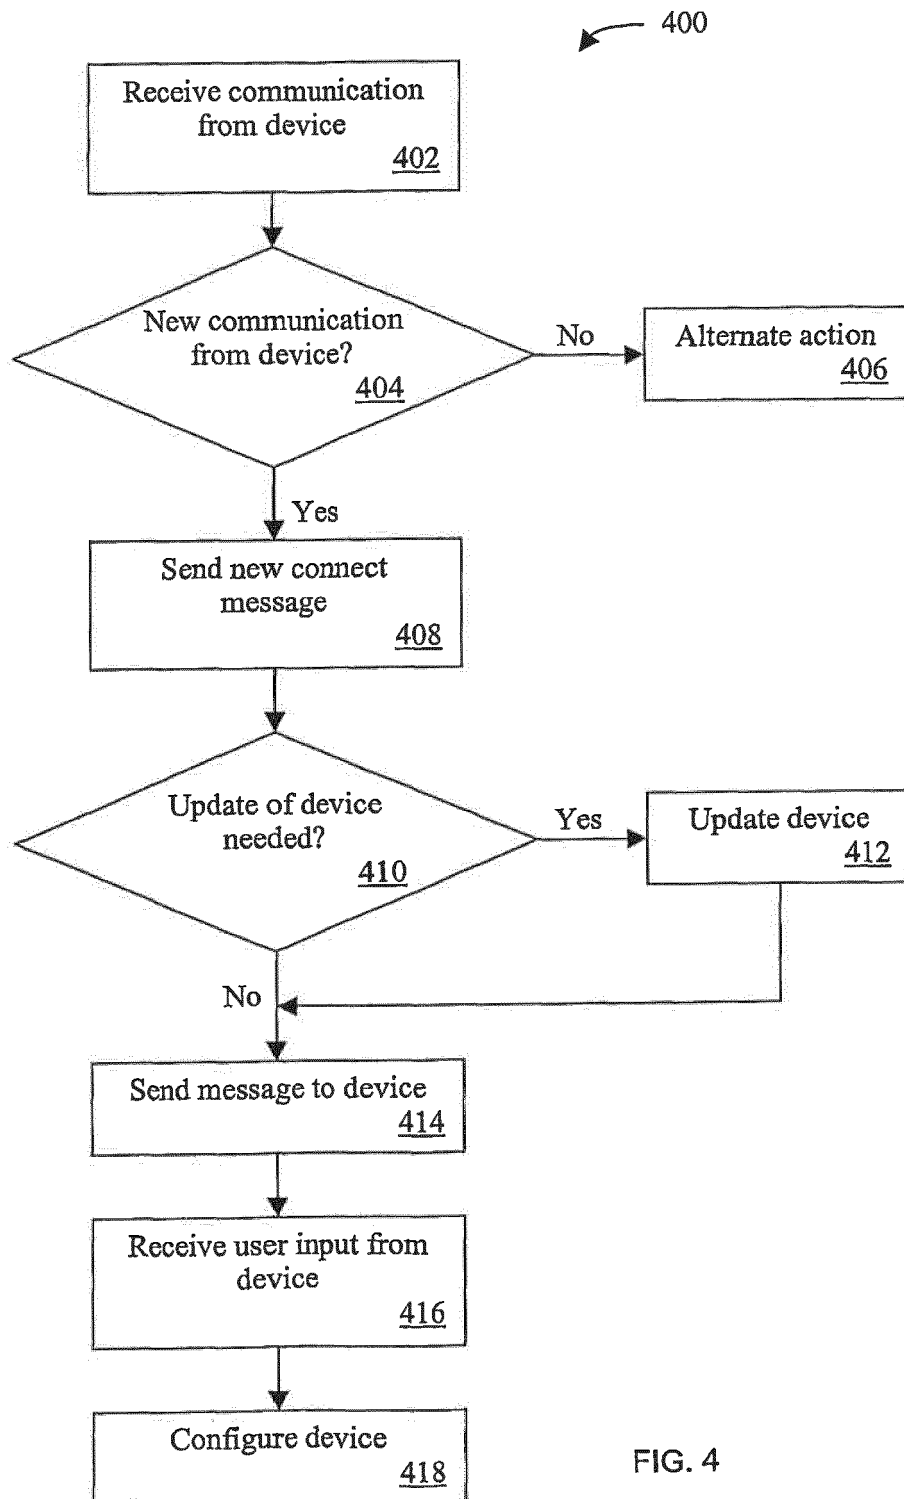 400
Receive communication
from device
402
New communication
from device?
404
No
Alternate action
406
Yes
Send new connect
message
408
Update of device
needed?
410
Yes
Update device
412
No
Send message to device
414
Receive user input from
device
416
Configure device
418
FIG. 4